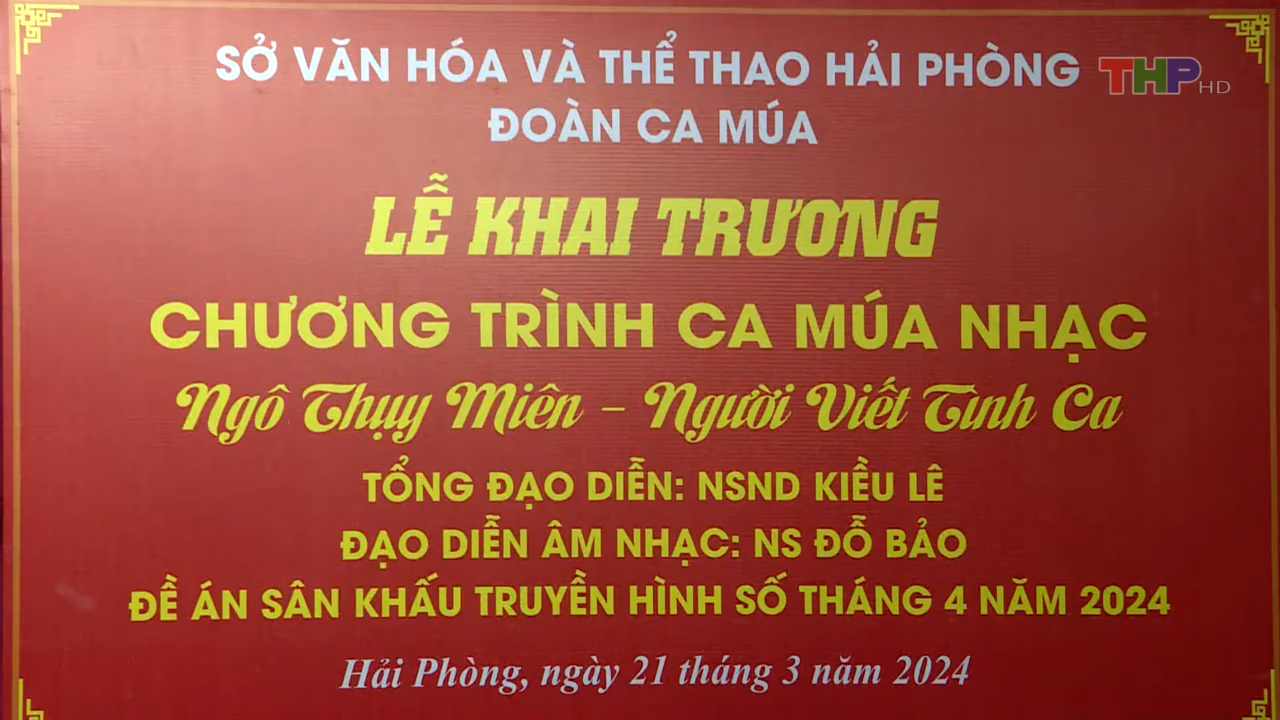 SỞ VĂN HÓA VÀ THỂ THAO HẢI PHÒNG
THP HD
ĐOÀN CA MÚA
LỄ KHAI TRƯƠNG
CHƯƠNG TRÌNH CA MÚA NHẠC
Ngô Thụy Miên – Người Viết Tình Ca
TỔNG ĐẠO DIỄN: NSND KIỀU LÊ
ĐẠO DIỄN ÂM NHẠC: NS ĐỖ BẢO
ĐỀ ÁN SÂN KHẤU TRUYỀN HÌNH SỐ THÁNG 4 NĂM 2024
Hải Phòng, ngày 21 tháng 3 năm 2024